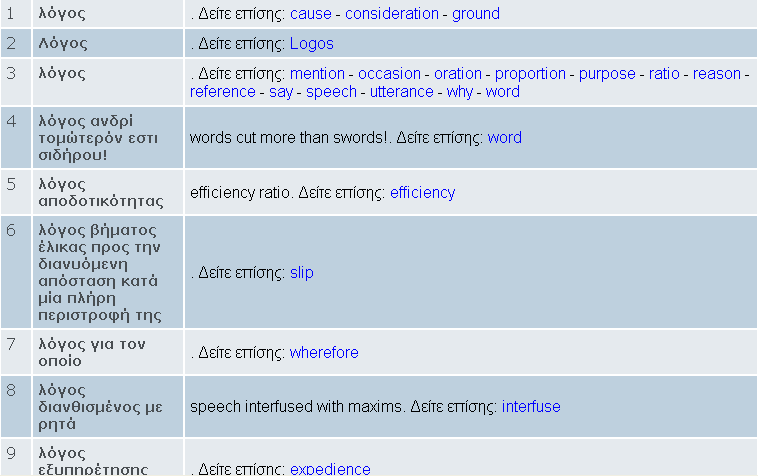 1 λόγος . Δείτε επίσης: cause - consideration - ground
2 Λόγος . Δείτε επίσης: Logos
3 λόγος . Δείτε επίσης: mention - occasion - oration - proportion - purpose - ratio - reason -
reference - say - speech - utterance - why - word
4 λόγος ανδρί
τομώτερόν εστι
σιδήρου!
words cut more than swords!. Δείτε επίσης: word
5 λόγος
αποδοτικότητας
efficiency ratio. Δείτε επίσης: efficiency
6 λόγος βήματος
έλικας προς την
διανυόμενη
απόσταση κατά
μία πλήρη
περιστροφή της
. Δείτε επίσης: slip
7 λόγος για τον
οποίο
. Δείτε επίσης: wherefore
8 λόγος
διανθισμένος με
ρητά
speech interfused with maxims. Δείτε επίσης: interfuse
9 λόγος
εξυπηρέτησης
. Δείτε επίσης: expedience